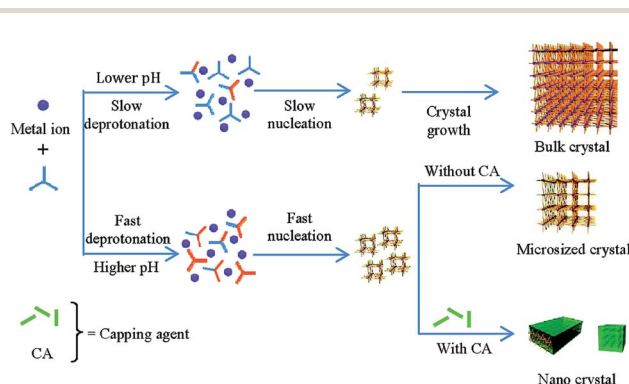 Metal ion
+
Lower pH
Slow
deprotonation
Slow
nucleation
Crystal
growth
Bulk crystal
Fast
deprotonation
Higher pH
Fast
nucleation
Without CA
Microsized crystal
With CA
Nano crystal
CA
= Capping agent